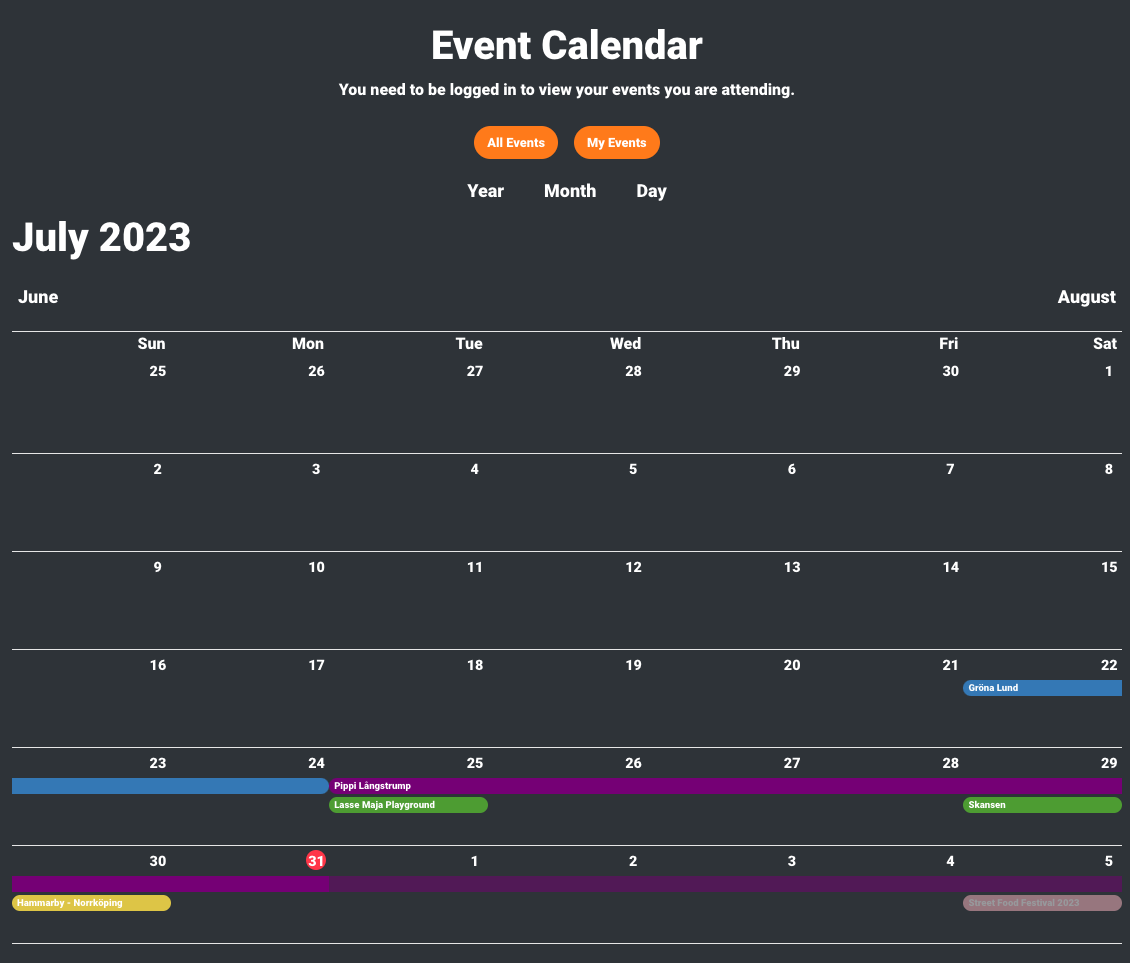 Event Calendar
You need to be logged in to view your events you are attending.
All Events My Events
Year Month Day
July 2023
June August
Sun Mon Tue Wed Thu Fri Sat
25 26 27 28 29 30 1
2 3 4 5 6 7 8
9 10 11 12 13 14 15
16 17 18 19 20 21 22
Gröna Lund
23 24 25 26 27 28 29
Pippi Långstrump
Lasse Maja Playground Skansen
30 31 1 2 3 4 5
Hammarby - Norrköping Street Food Festival 2023